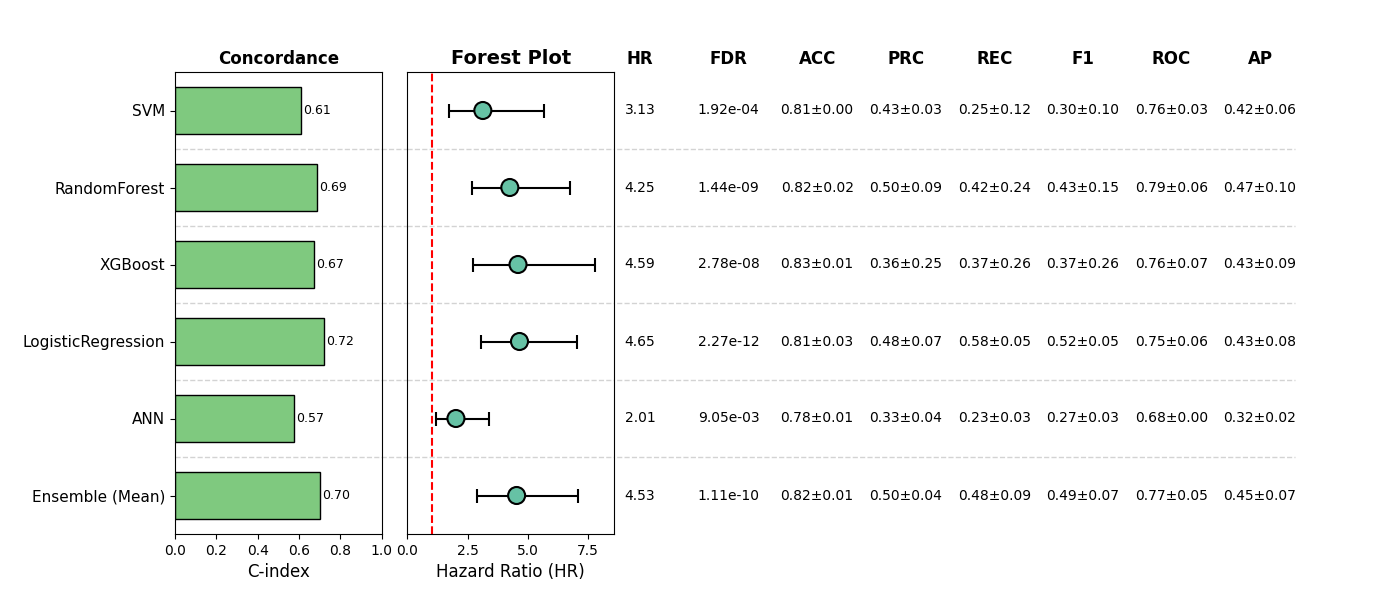 Concordance Forest Plot HR FDR ACC PRC REC F1 ROC AP
SVM 0.61 3.13 1.92e-04 0.81±0.00 0.43±0.03 0.25±0.12 0.30±0.10 0.76±0.03 0.42±0.06
RandomForest 0.69 4.25 1.44e-09 0.82±0.02 0.50±0.09 0.42±0.24 0.43±0.15 0.79±0.06 0.47±0.10
XGBoost 0.67 4.59 2.78e-08 0.83±0.01 0.36±0.25 0.37±0.26 0.37±0.26 0.76±0.07 0.43±0.09
LogisticRegression 0.72 4.65 2.27e-12 0.81±0.03 0.48±0.07 0.58±0.05 0.52±0.05 0.75±0.06 0.43±0.08
ANN 0.57 2.01 9.05e-03 0.78±0.01 0.33±0.04 0.23±0.03 0.27±0.03 0.68±0.00 0.32±0.02
Ensemble (Mean) 0.70 4.53 1.11e-10 0.82±0.01 0.50±0.04 0.48±0.09 0.49±0.07 0.77±0.05 0.45±0.07
0.0 0.2 0.4 0.6 0.8 1.0 0.0 2.5 5.0 7.5
C-index Hazard Ratio (HR)